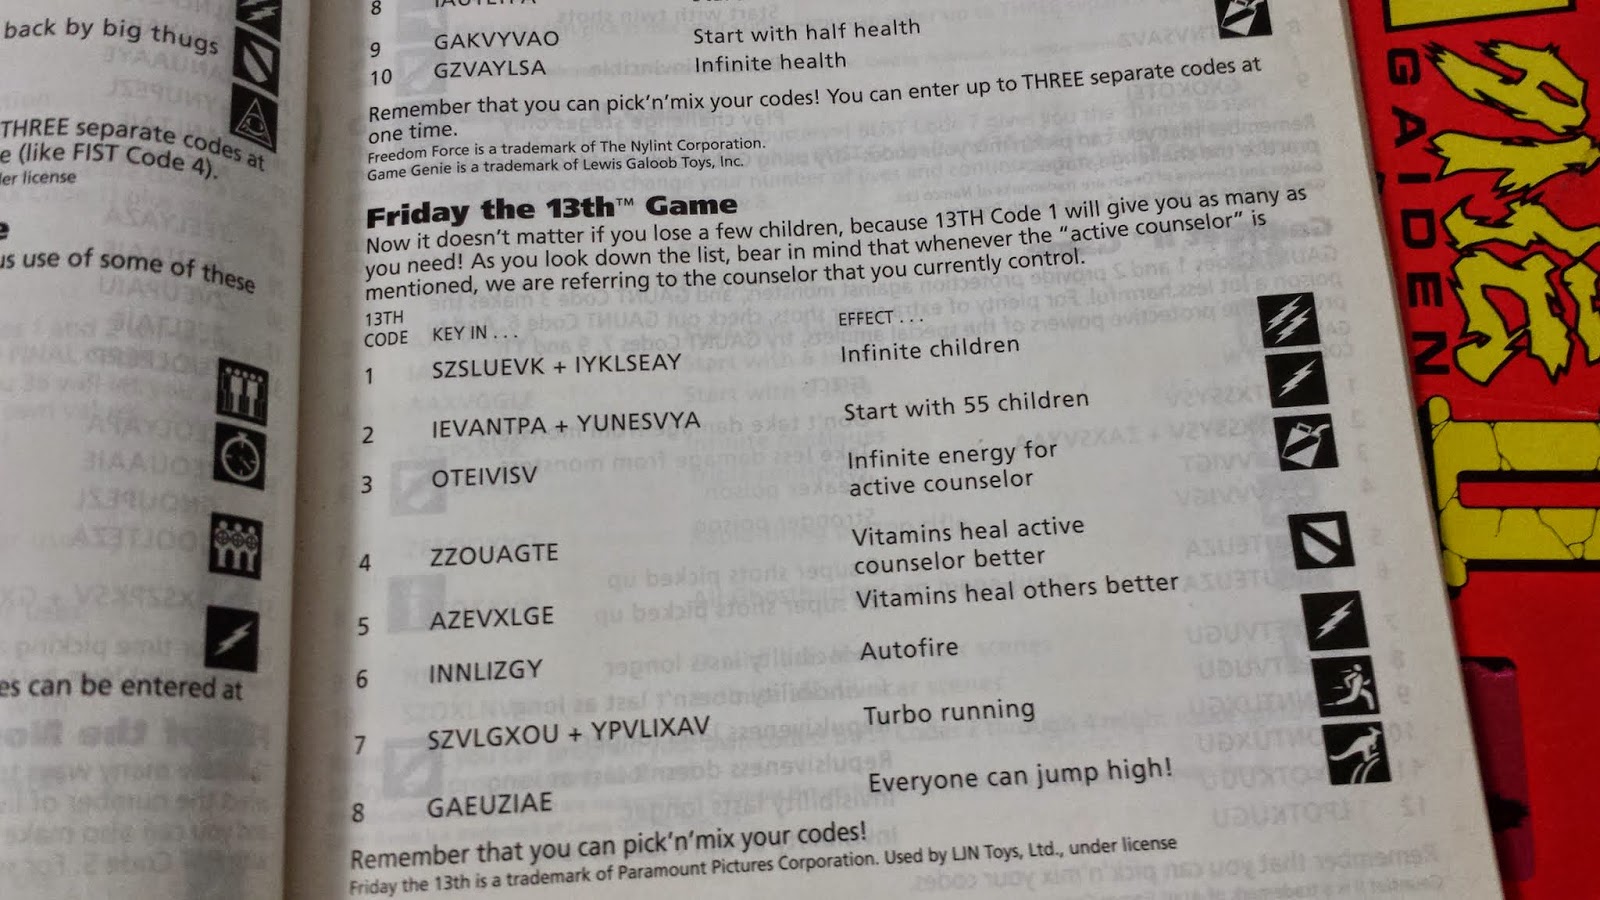 back by big thugs
THREE separate codes at
e (like FIST Code 4).
er license
us use of some of these
es can be entered at
8
9 GAKVYVAO Start with half health
10 GZVAYLSA Infinite health
Remember that you can pick'n'mix your codes! You can enter up to THREE separate codes at
one time.
Freedom Force is a trademark of The Nylint Corporation.
Game Genie is a trademark of Lewis Galoob Toys, Inc.
Friday the 13th™ Game
Now it doesn't matter if you lose a few children, because 13TH Code 1 will give you as many as
you need! As you look down the list, bear in mind that whenever the "active counselor" is
mentioned, we are referring to the counselor that you currently control.
13TH
CODE KEY IN . . . EFFECT . . .
1 SZSLUEVK + IYKLSEAY Infinite children
2 IEVANTPA + YUNESVYA Start with 55 children
3 OTEIVISV Infinite energy for
active counselor
4 ZZOUAGTE Vitamins heal active
counselor better
5 AZEVXLGE Vitamins heal others better
6 INNLIZGY Autofire
7 SZVLGXOU + YPVLIXAV Turbo running
8 GAEUZIAE Everyone can jump high!
Remember that you can pick'n'mix your codes!
Friday the 13th is a trademark of Paramount Pictures Corporation. Used by LJN Toys, Ltd., under license
GAIDEN